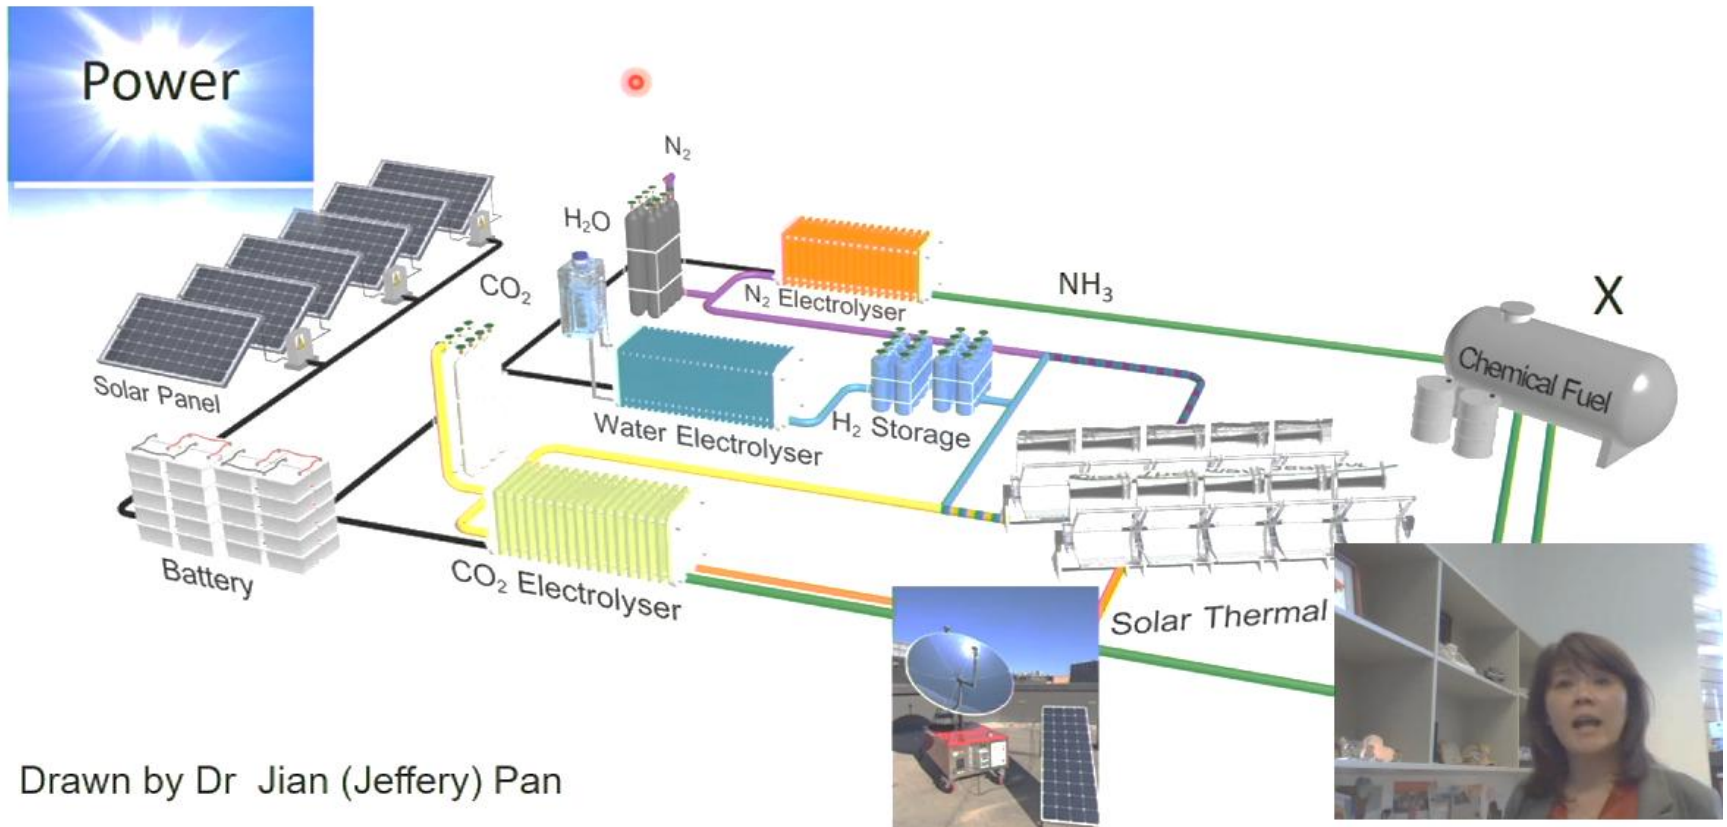 Power
N₂
H₂O
CO₂
N₂ Electrolyser
NH₃
X
Chemical Fuel
Solar Panel
Water Electrolyser
H₂ Storage
Battery
CO₂ Electrolyser
Solar Thermal
Drawn by Dr Jian (Jeffery) Pan